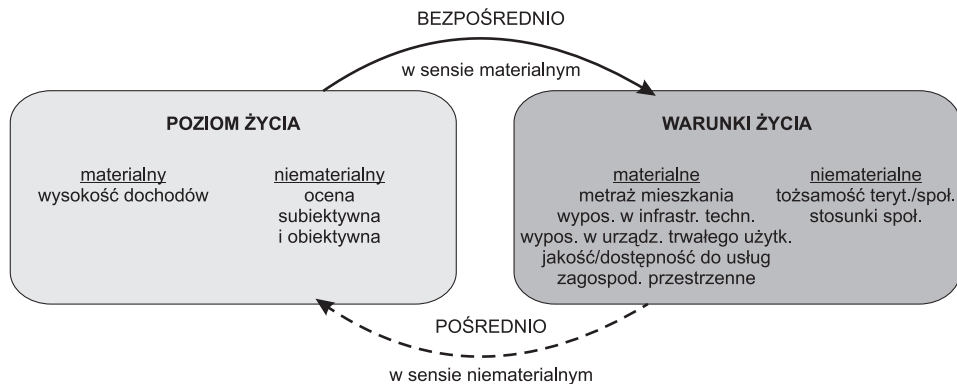 BEZPOŚREDNIO
w sensie materialnym
POZIOM ŻYCIA
materialny
wysokość dochodów
niematerialny
ocena
subiektywna
i obiektywna
WARUNKI ŻYCIA
materialne
metraż mieszkania
wypos. w infrastr. techn.
wypos. w urządz. trwałego użytk.
jakość/dostępność do usług
zagospod. przestrzenne
niematerialne
tożsamość teryt./społ.
stosunki społ.
POŚREDNIO
w sensie niematerialnym